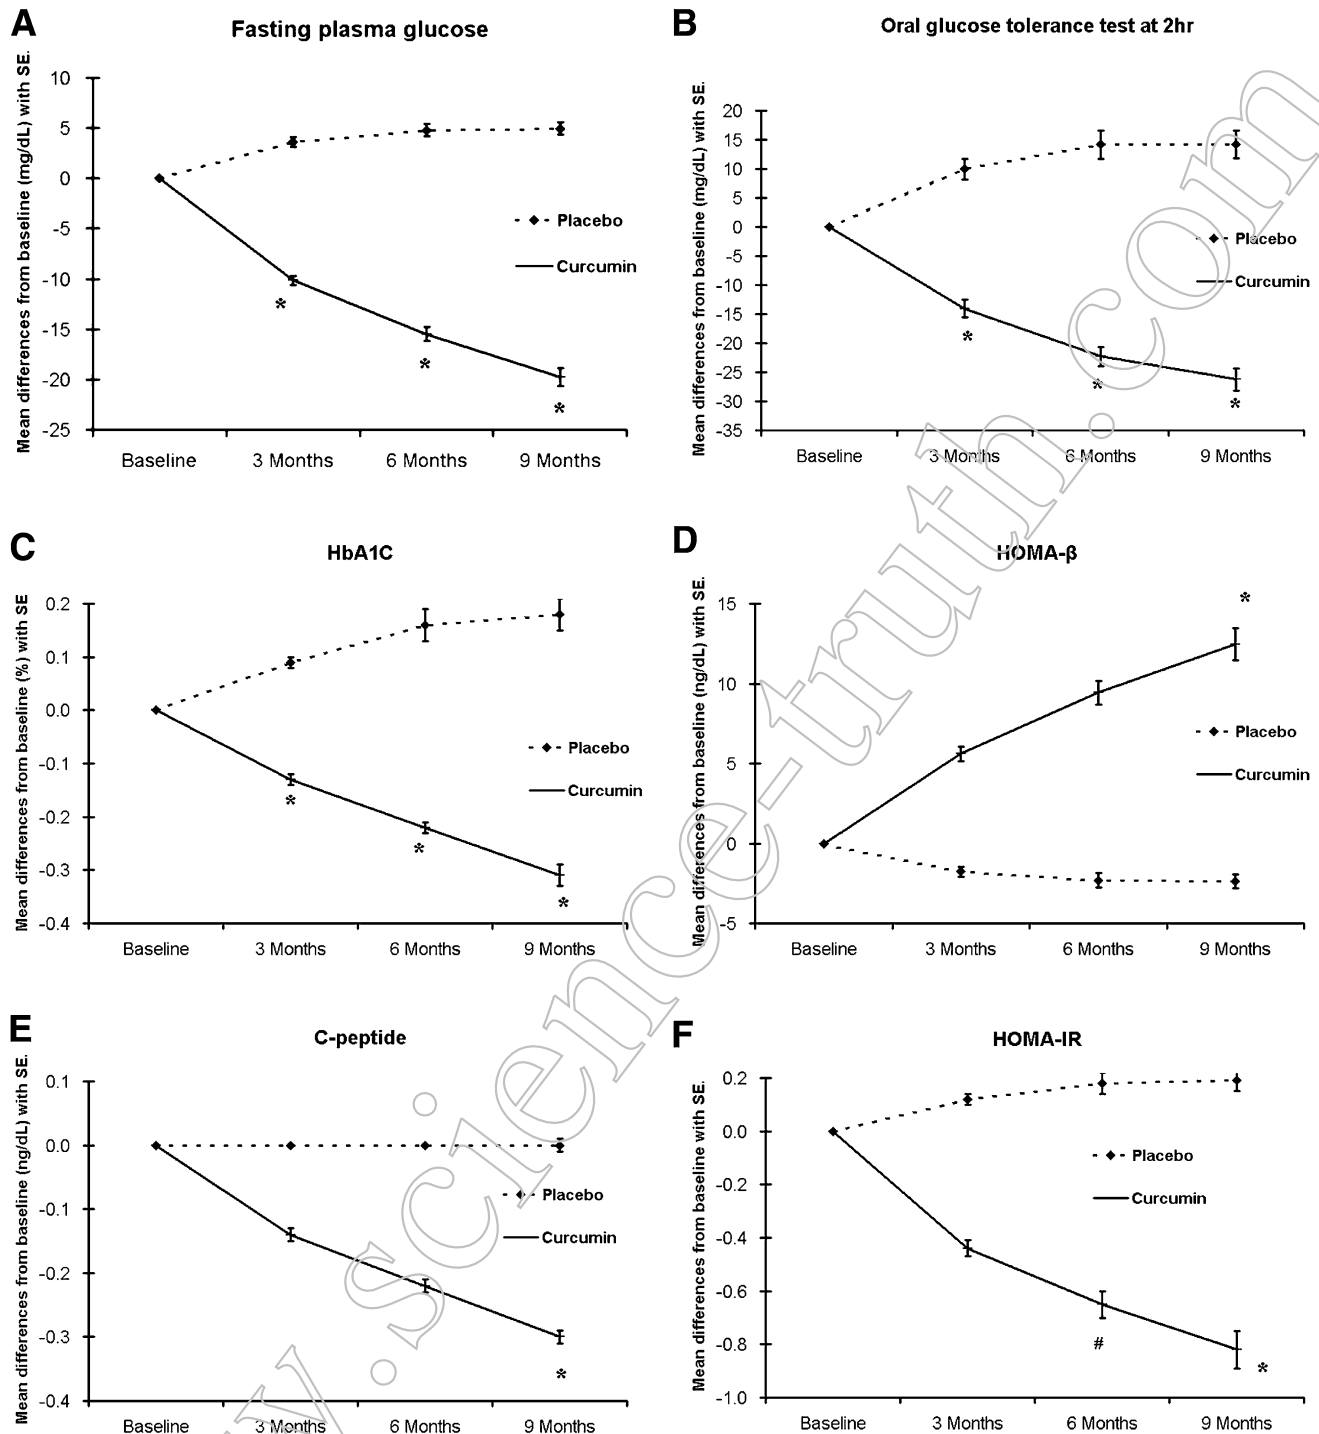 A
Fasting plasma glucose
Mean differences from baseline (mg/dL) with SE.
10
5
0
-5
-10
-15
-20
-25
Placebo
Curcumin
*
*
*
Baseline
3 Months
6 Months
9 Months
B
Oral glucose tolerance test at 2hr
Mean differences from baseline (mg/dL) with SE.
20
15
10
5
0
-5
-10
-15
-20
-25
-30
-35
Placebo
Curcumin
*
*
*
Baseline
3 Months
6 Months
9 Months
C
HbA1C
Mean differences from baseline (%) with SE
0.2
0.1
0.0
-0.1
-0.2
-0.3
-0.4
Placebo
Curcumin
*
*
*
Baseline
3 Months
6 Months
9 Months
D
HOMA-β
Mean differences from baseline (ng/dL) with SE.
15
10
5
0
-5
*
Placebo
Curcumin
Baseline
3 Months
6 Months
9 Months
E
C-peptide
Mean differences from baseline (ng/dL) with SE.
0.1
0.0
-0.1
-0.2
-0.3
-0.4
Placebo
Curcumin
*
Baseline
3 Months
6 Months
9 Months
F
HOMA-IR
Mean differences from baseline with SE.
0.2
0.0
-0.2
-0.4
-0.6
-0.8
-1.0
Placebo
Curcumin
#
*
Baseline
3 Months
6 Months
9 Months
w.science-truth.com